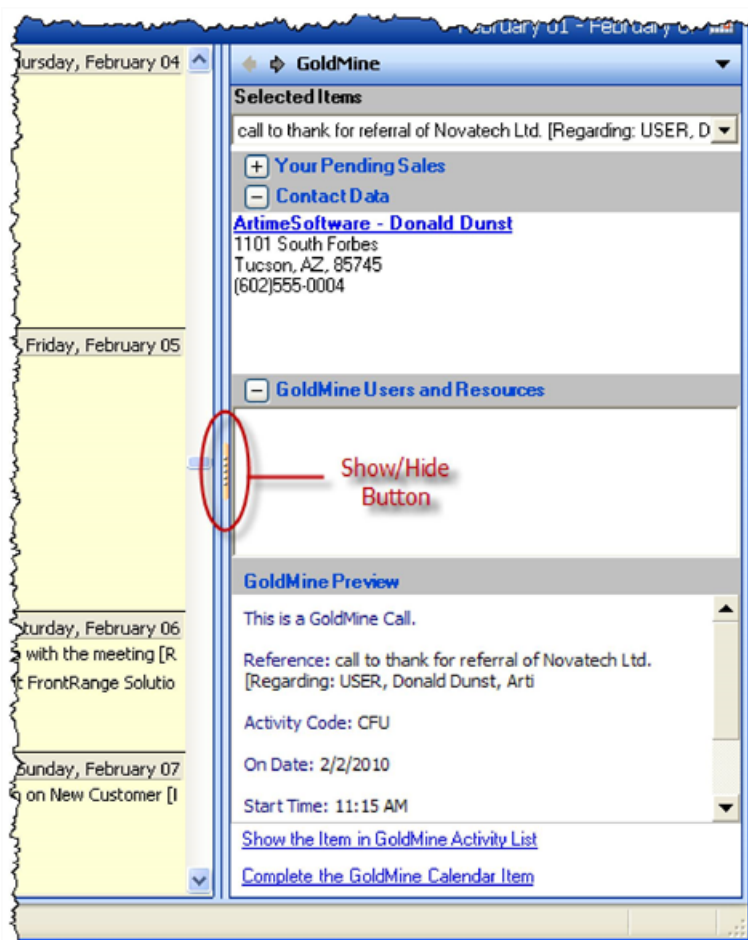 February 01 - February 0
ursday, February 04
GoldMine
Selected Items
call to thank for referral of Novatech Ltd. [Regarding: USER, D
Your Pending Sales
Contact Data
ArtimeSoftware - Donald Dunst
1101 South Forbes
Tucson, AZ, 85745
(602)555-0004
Friday, February 05
GoldMine Users and Resources
Show/Hide
Button
GoldMine Preview
This is a GoldMine Call.
turday, February 06
with the meeting [R
Reference: call to thank for referral of Novatech Ltd.
[Regarding: USER, Donald Dunst, Arti
t FrontRange Solutio
Activity Code: CFU
Sunday, February 07
On Date: 2/2/2010
on New Customer [I
Start Time: 11:15 AM
Show the Item in GoldMine Activity List
Complete the GoldMine Calendar Item